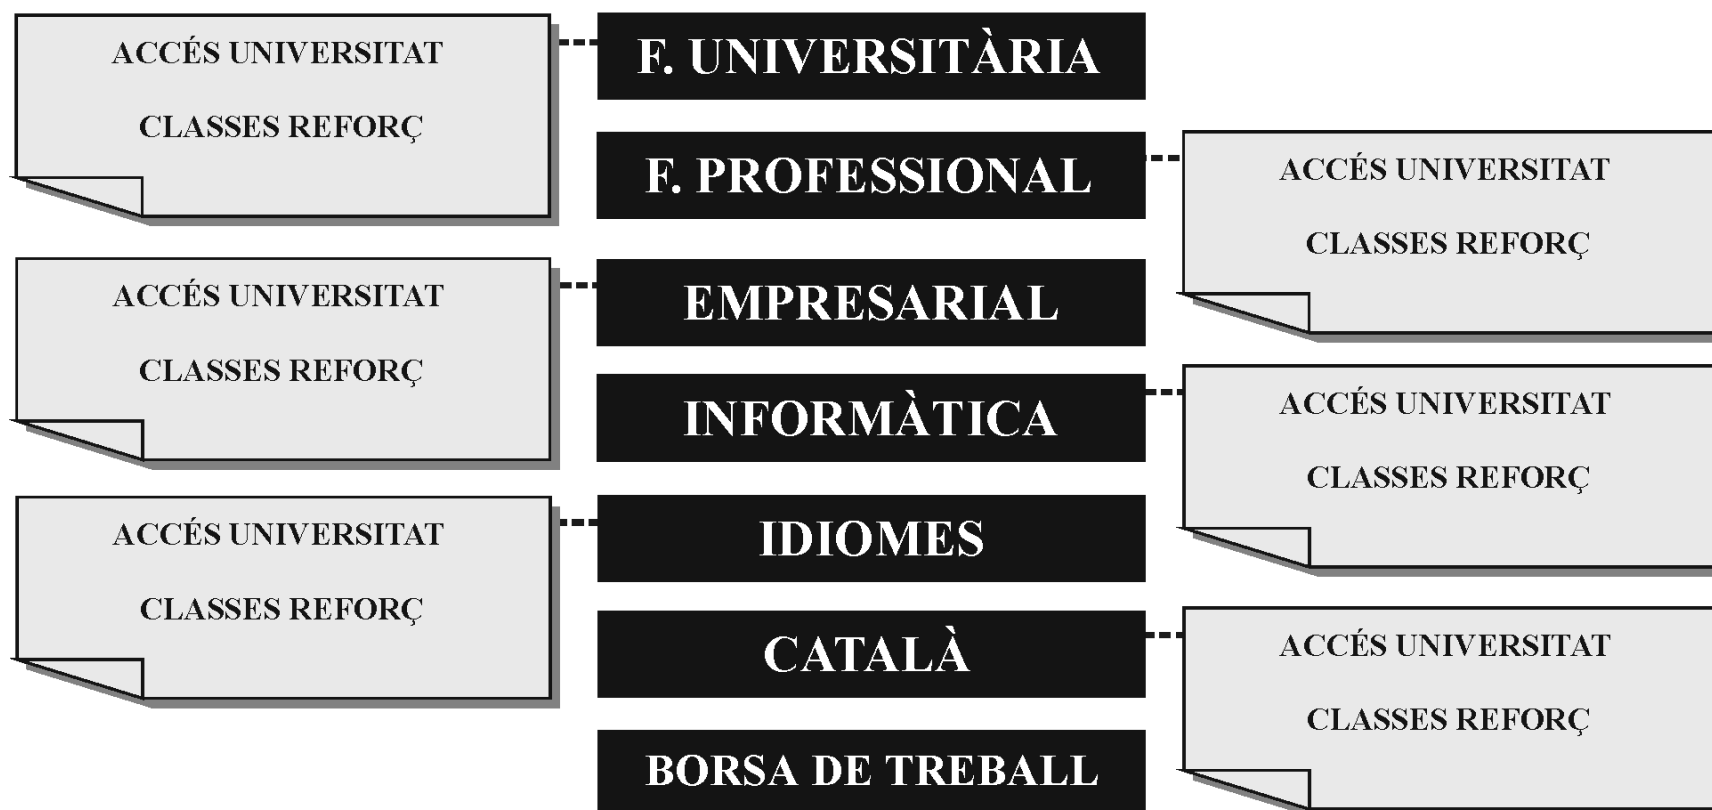 ACCÉS UNIVERSITAT
CLASSES REFORÇ
F. UNIVERSITÀRIA
F. PROFESSIONAL
ACCÉS UNIVERSITAT
CLASSES REFORÇ
ACCÉS UNIVERSITAT
CLASSES REFORÇ
EMPRESARIAL
INFORMÀTICA
ACCÉS UNIVERSITAT
CLASSES REFORÇ
ACCÉS UNIVERSITAT
CLASSES REFORÇ
IDIOMES
CATALÀ
ACCÉS UNIVERSITAT
CLASSES REFORÇ
BORSA DE TREBALL